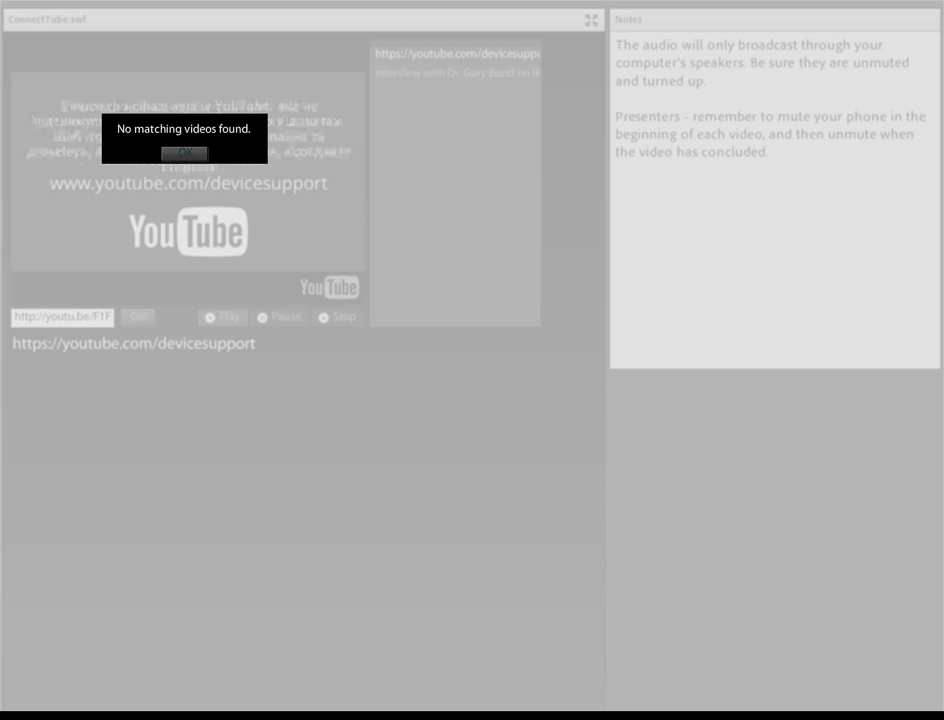 ConnectTube.swf
https://youtube.com/devicesuppo
Interview with Dr. Gary Bond on IP
No matching videos found.
OK
www.youtube.com/devicesupport
YouTube
YouTube
http://youtu.be/F1F
Go!
Play
Pause
Stop
https://youtube.com/devicesupport
Notes
The audio will only broadcast through your
computer's speakers. Be sure they are unmuted
and turned up.
Presenters - remember to mute your phone in the
beginning of each video, and then unmute when
the video has concluded.